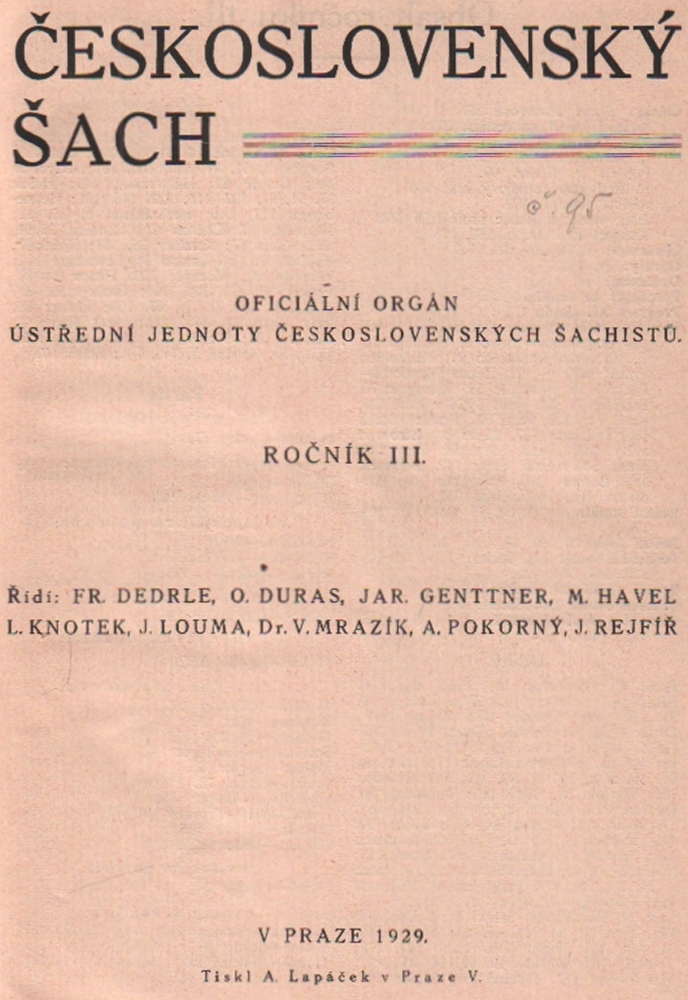 ČESKOSLOVENSKÝ
ŠACH
č. 95
OFICIÁLNÍ ORGÁN
ÚSTŘEDNÍ JEDNOTY ČESKOSLOVENSKÝCH ŠACHISTŮ.
ROČNÍK III.
Řídí: FR. DEDRLE, O. DURAS, JAR. GENTTNER, M. HAVEL
L. KNOTEK, J. LOUMA, Dr. V. MRAZÍK, A. POKORNÝ, J. REJFÍŘ
V PRAZE 1929.
Tiskl A. Lapáček v Praze V.